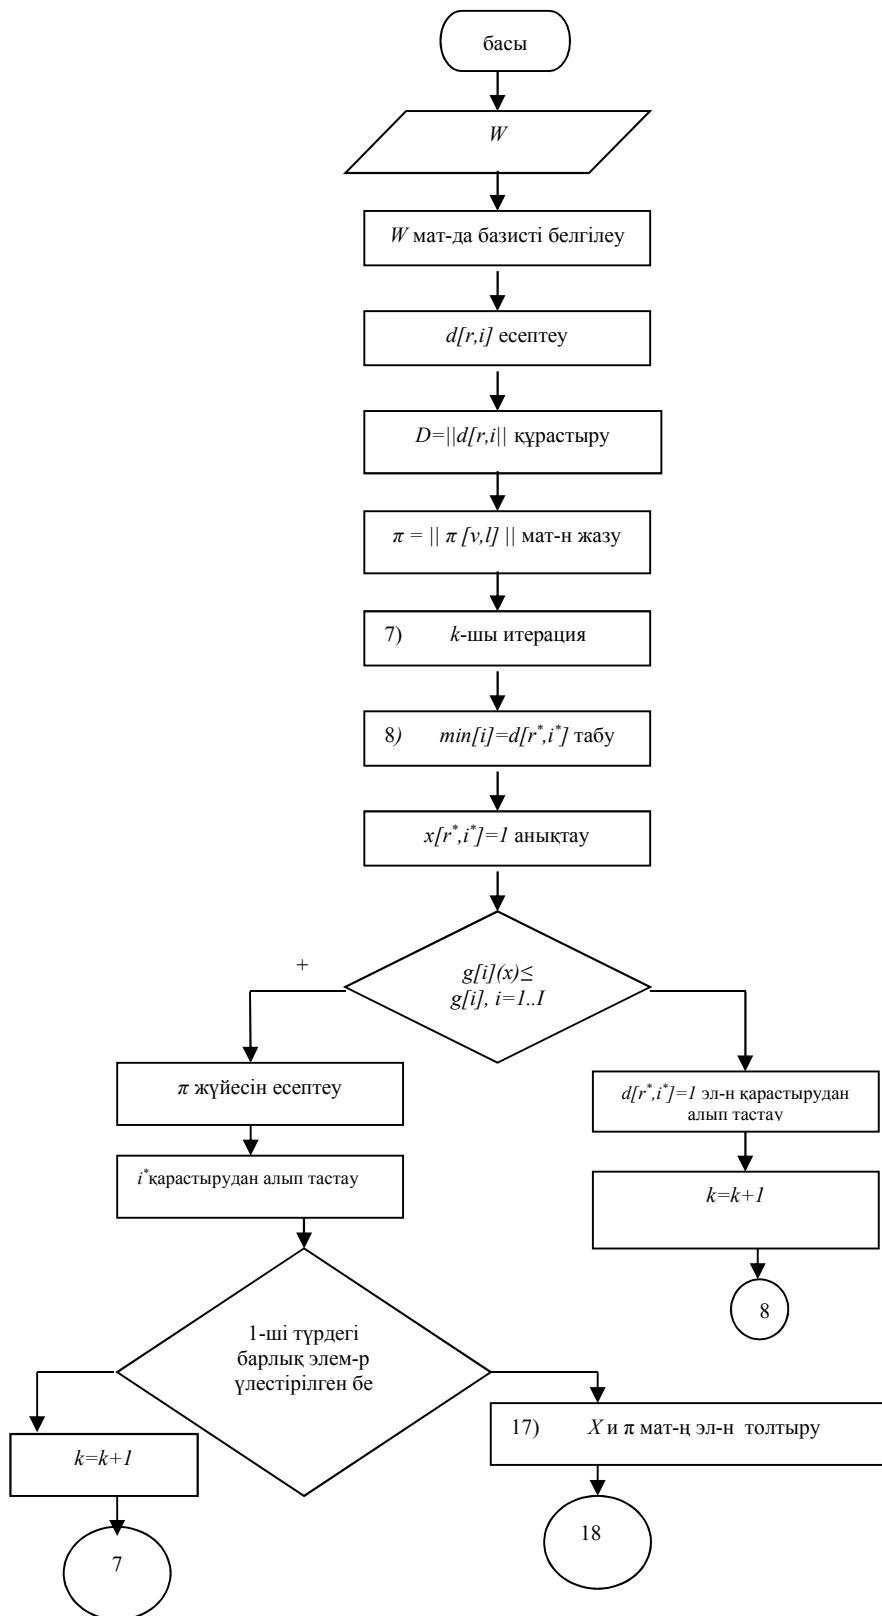 басы
W
W мат-да базисті белгілеу
d[r,i] есептеу
D=||d[r,i|| құрастыру
π = || π [v,l] || мат-н жазу
7) k-шы итерация
8) min[i]=d[r*,i*] табу
x[r*,i*]=1 анықтау
+
g[i](x)≤
g[i], i=1..I
π жүйесін есептеу
i*қарастырудан алып тастау
d[r*,i*]=1 эл-н қарастырудан
алып тастау
k=k+1
8
1-ші түрдегі
барлық элем-р
үлестірілген бе
k=k+1
7
17) X и π мат-ң эл-н толтыру
18